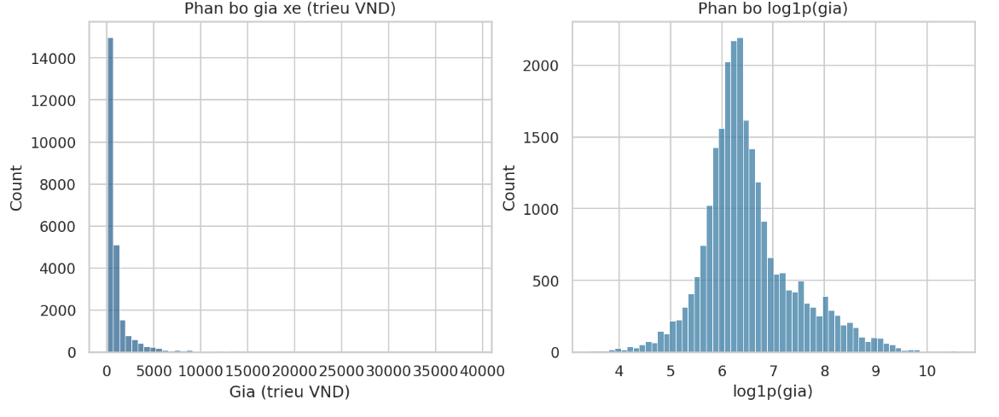 Phan bo gia xe (trieu VND)
14000
12000
10000
8000
6000
4000
2000
0
Count
0 5000 10000 15000 20000 25000 30000 35000 40000
Gia (trieu VND)
Phan bo log1p(gia)
2000
1500
1000
500
0
Count
4 5 6 7 8 9 10
log1p(gia)